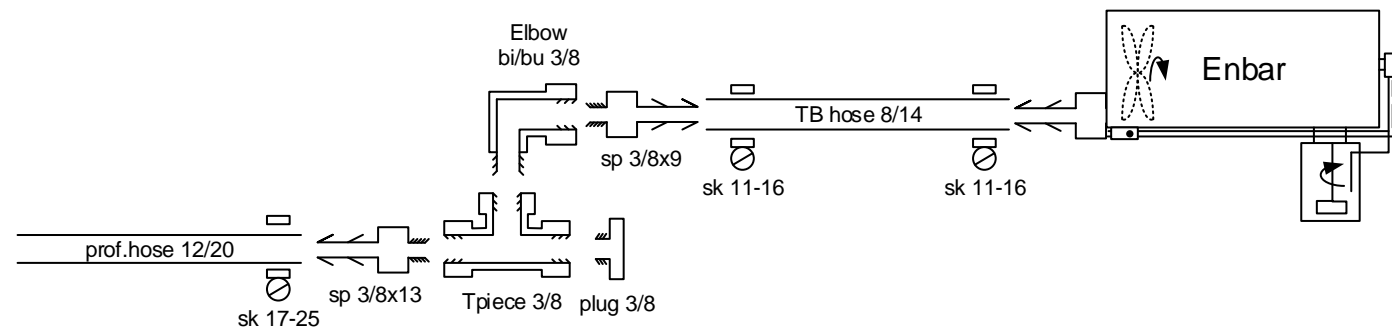 Elbow
bi/bu 3/8
Enbar
TB hose 8/14
sp 3/8x9
sk 11-16
sk 11-16
prof.hose 12/20
sp 3/8x13
Tpiece 3/8
plug 3/8
sk 17-25